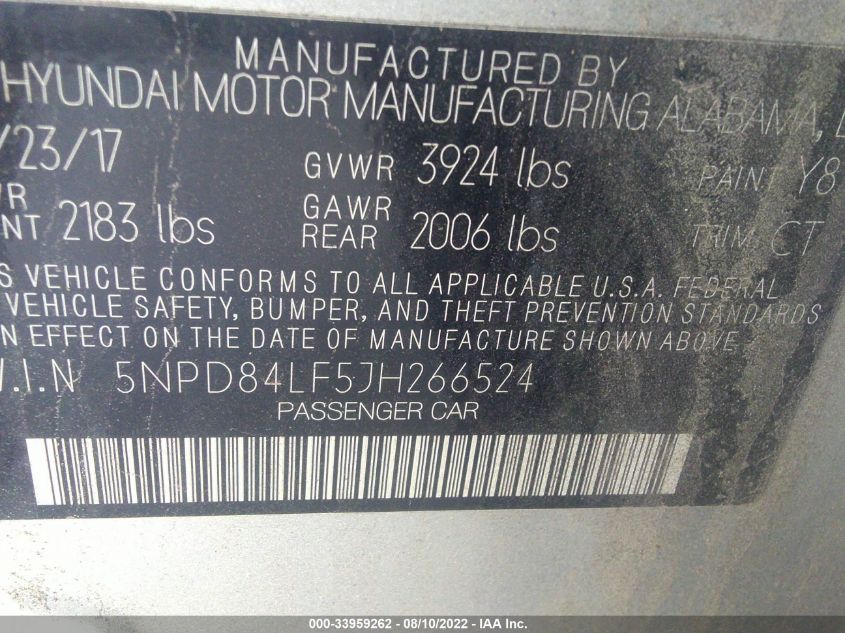 MANUFACTURED BY
HYUNDAI MOTOR MANUFACTURING ALABAMA, L
/23/17 GVWR 3924 lbs PAINT Y8
WR GAWR
NT 2183 lbs REAR 2006 lbs TRIM CT
S VEHICLE CONFORMS TO ALL APPLICABLE U.S.A. FEDERAL
VEHICLE SAFETY, BUMPER, AND THEFT PREVENTION STANDARDS
N EFFECT ON THE DATE OF MANUFACTURE SHOWN ABOVE.
V.I.N 5NPD84LF5JH266524
PASSENGER CAR
000-33959262 - 08/10/2022 - IAA Inc.